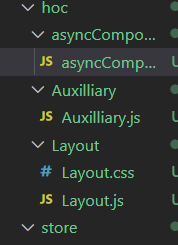 hoc
asyncCompo...
JS asyncComp...
Auxilliary
JS Auxilliary.js
Layout
# Layout.css
JS Layout.js
store